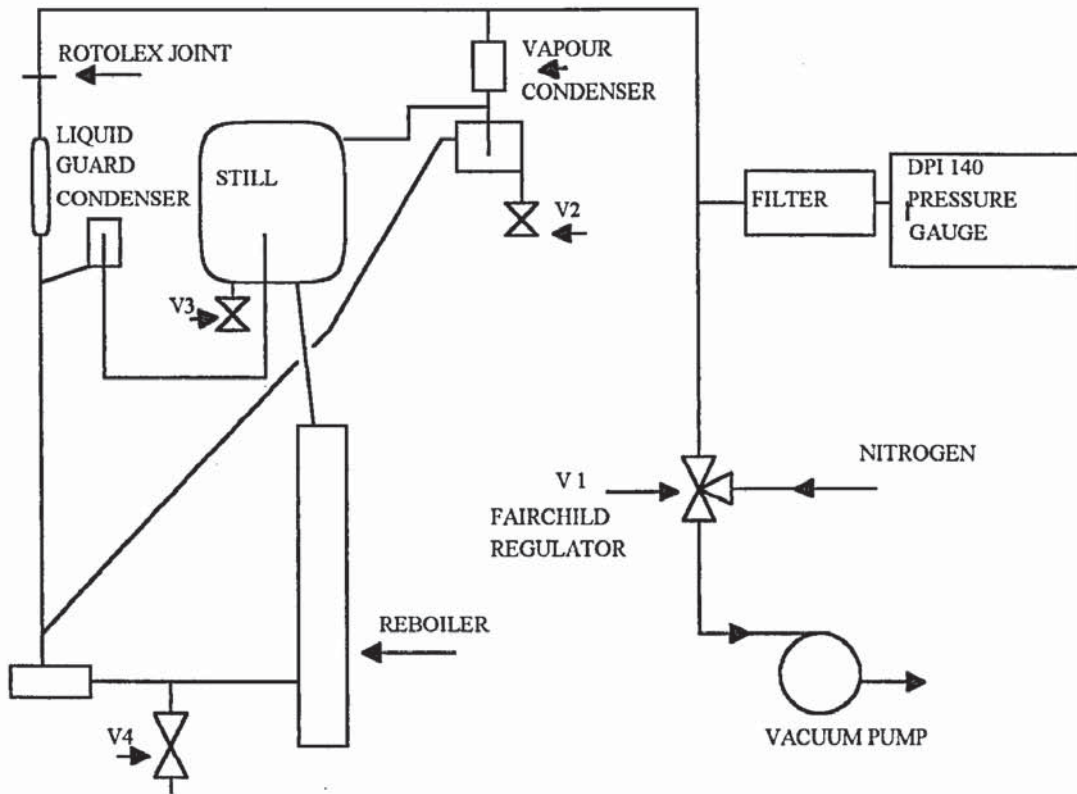 ROTOLEX JOINT
VAPOUR
CONDENSER
LIQUID
GUARD
CONDENSER
STILL
V2
FILTER
DPI 140
PRESSURE
GAUGE
V3
NITROGEN
V 1
FAIRCHILD
REGULATOR
REBOILER
V4
VACUUM PUMP